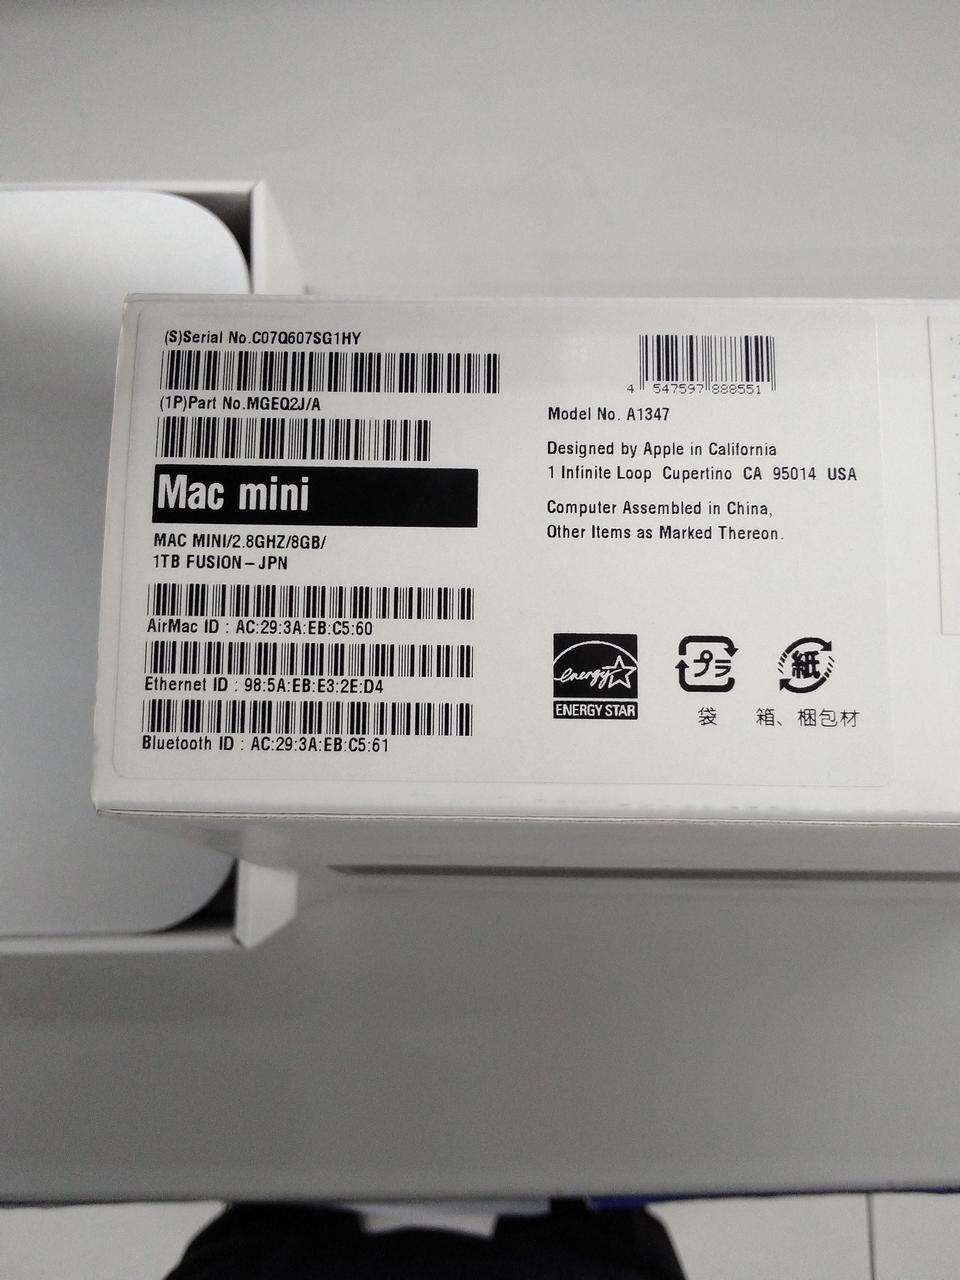 (S)Serial No.C07Q607SG1HY
(1P)Part No.MGEQ2J/A
Mac mini
MAC MINI/2.8GHZ/8GB/
1TB FUSION-JPN
AirMac ID : AC:29:3A:EB:C5:60
Ethernet ID : 98:5A:EB:E3:2E:D4
Bluetooth ID : AC:29:3A:EB:C5:61
4 547597 888551
Model No. A1347
Designed by Apple in California
1 Infinite Loop Cupertino CA 95014 USA
Computer Assembled in China,
Other Items as Marked Thereon.
energy
ENERGY STAR
プラ
袋
紙
箱、梱包材